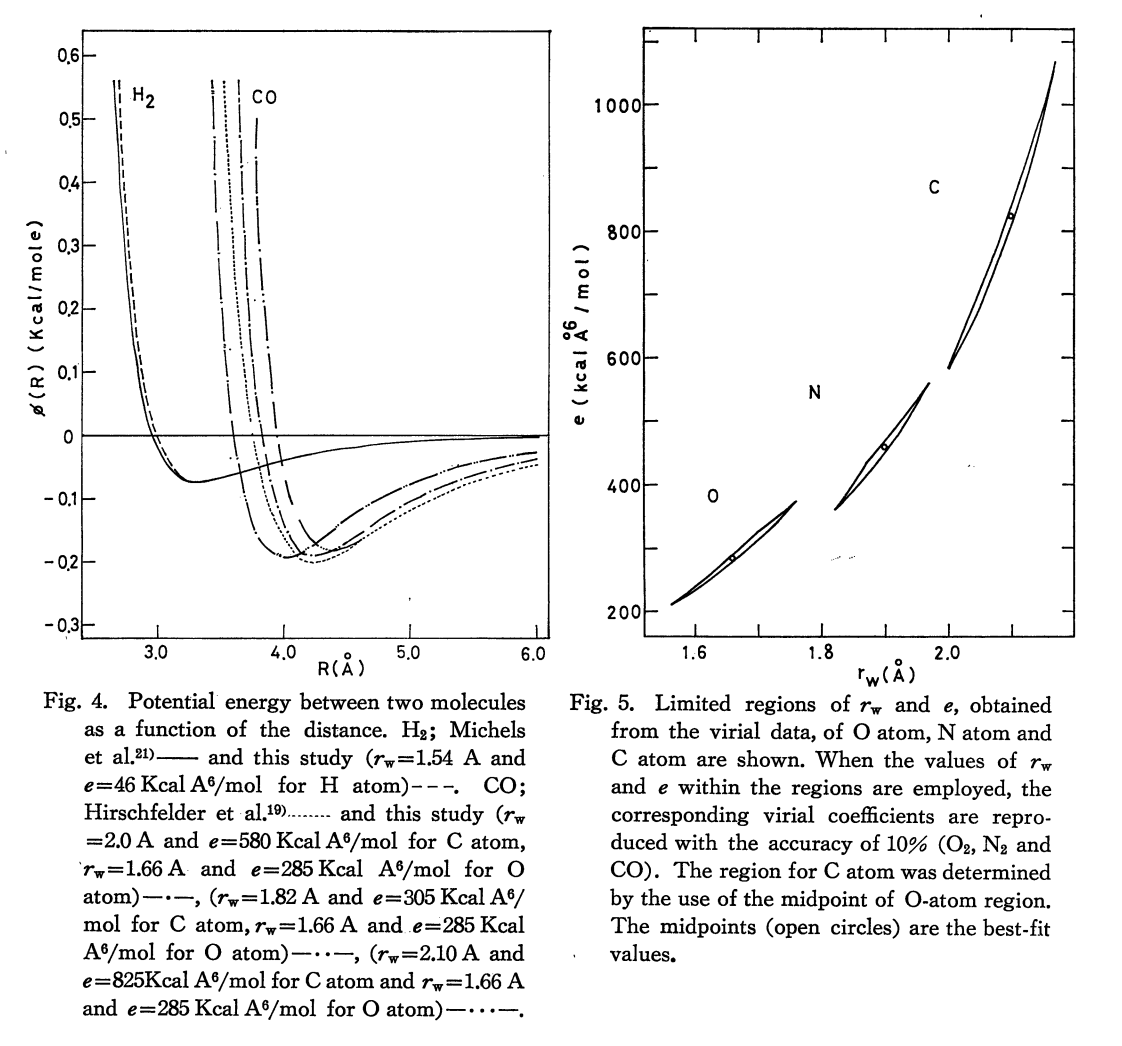 0.6
0.5
0.4
0.3
0.2
0.1
0
-0.1
-0.2
-0.3
H2
CO
ø(R) (Kcal/mole)
3.0 4.0 5.0 6.0
R(Å)
1000
800
600
400
200
C
N
O
e (kcal Å6/mol)
1.6 1.8 2.0
rw(Å)
Fig. 4. Potential energy between two molecules
as a function of the distance. H2; Michels
et al.21)—— and this study (rw=1.54 A and
e=46 Kcal A6/mol for H atom)---. CO;
Hirschfelder et al.19)........ and this study (rw
=2.0 A and e=580 Kcal A6/mol for C atom,
rw=1.66 A and e=285 Kcal A6/mol for O
atom)—·—, (rw=1.82 A and e=305 Kcal A6/
mol for C atom, rw=1.66 A and e=285 Kcal
A6/mol for O atom)—··—, (rw=2.10 A and
e=825Kcal A6/mol for C atom and rw=1.66 A
and e=285 Kcal A6/mol for O atom)—···—.
Fig. 5. Limited regions of rw and e, obtained
from the virial data, of O atom, N atom and
C atom are shown. When the values of rw
and e within the regions are employed, the
corresponding virial coefficients are repro-
duced with the accuracy of 10% (O2, N2 and
CO). The region for C atom was determined
by the use of the midpoint of O-atom region.
The midpoints (open circles) are the best-fit
values.